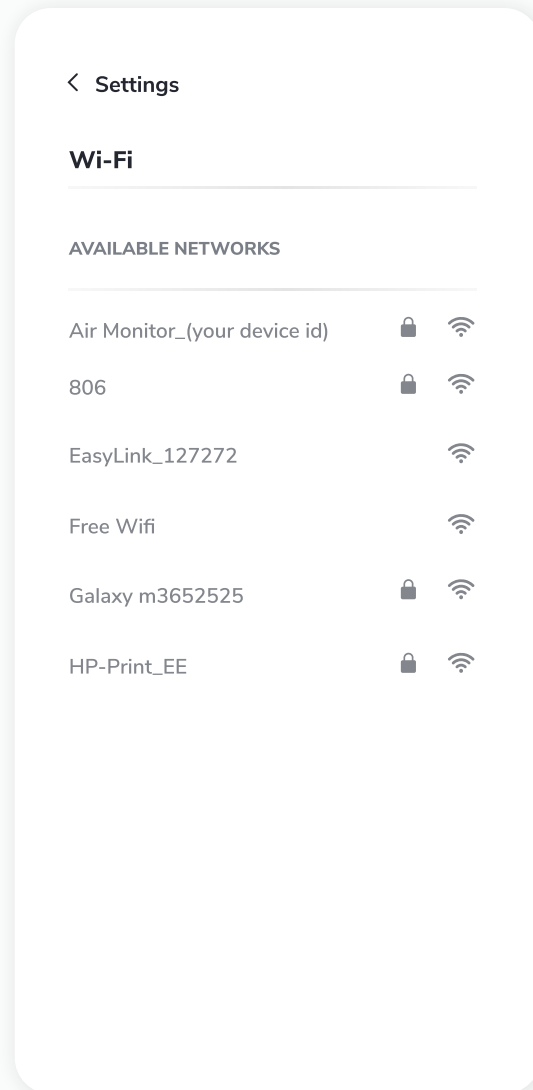 Settings
Wi-Fi
AVAILABLE NETWORKS
Air Monitor_(your device id)
806
EasyLink_127272
Free Wifi
Galaxy m3652525
HP-Print_EE